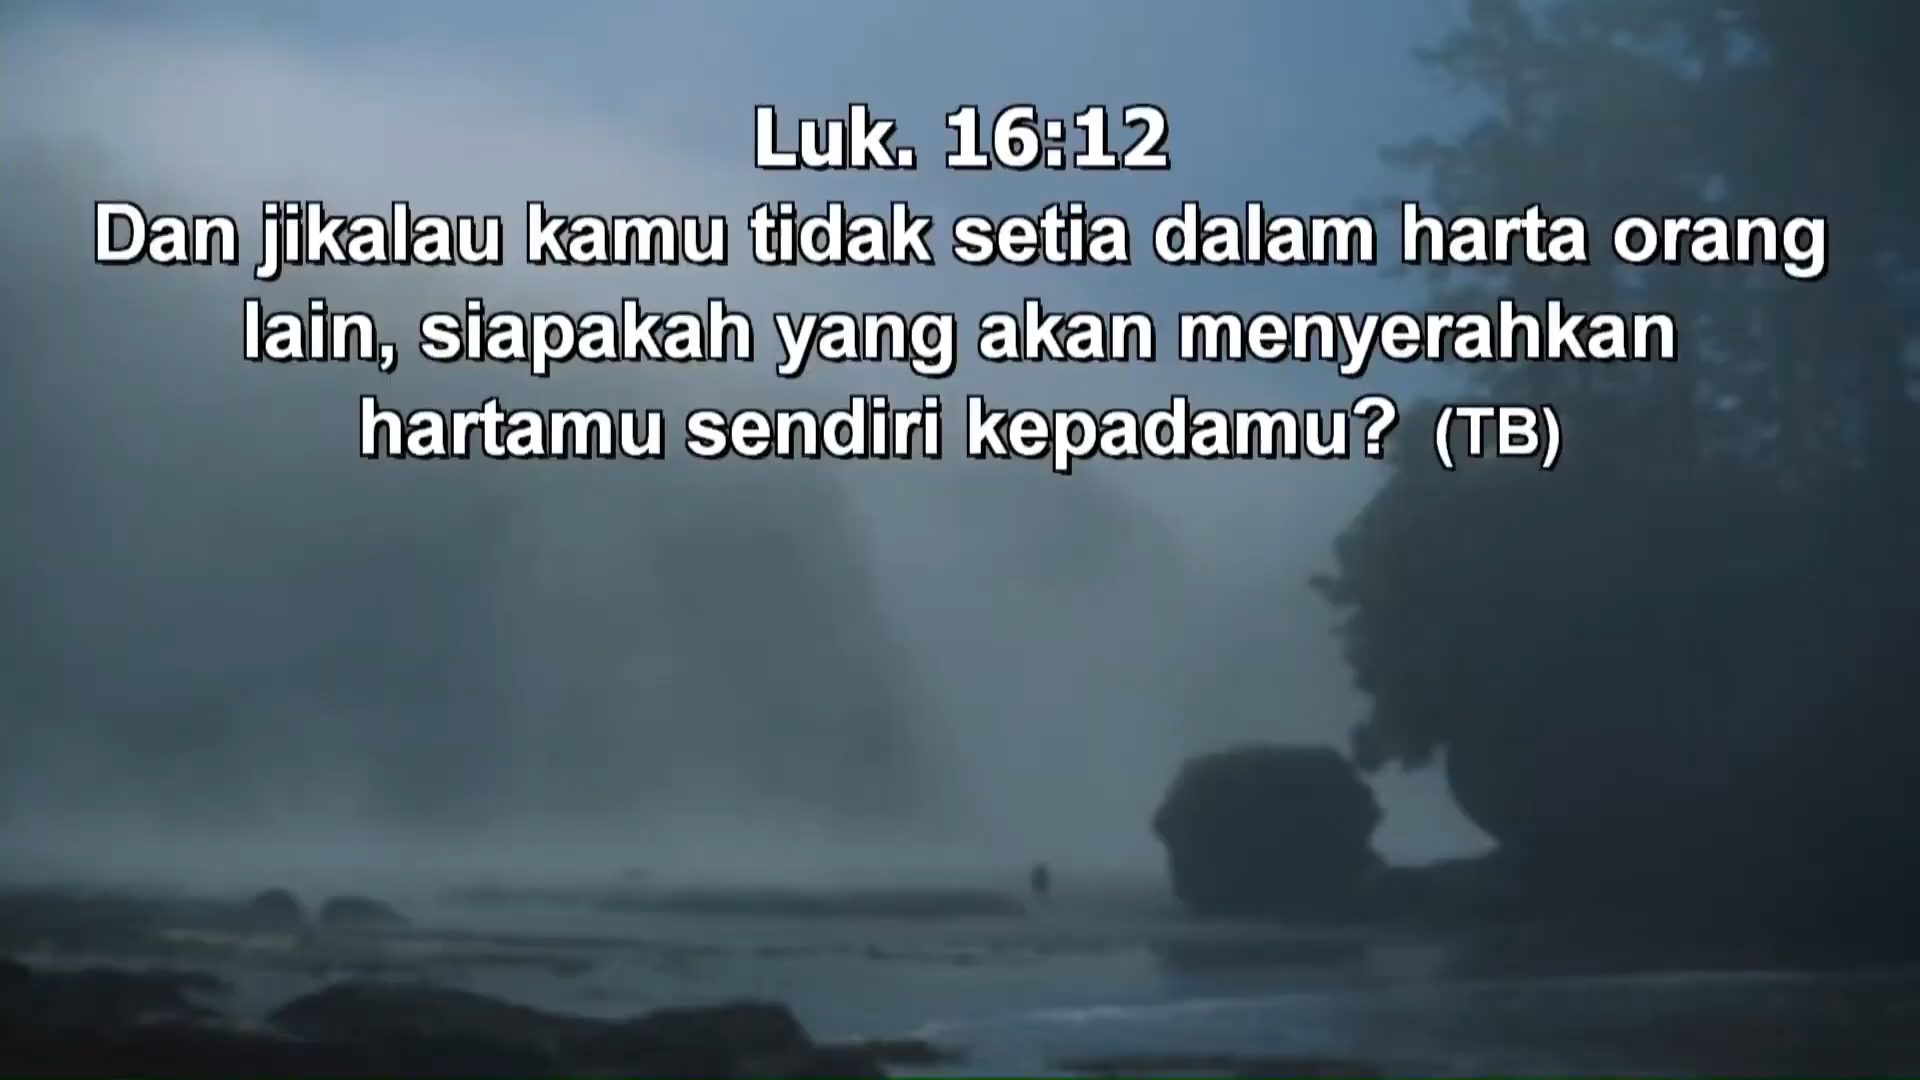 Luk. 16:12
Dan jikalau kamu tidak setia dalam harta orang
lain, siapakah yang akan menyerahkan
hartamu sendiri kepadamu? (TB)